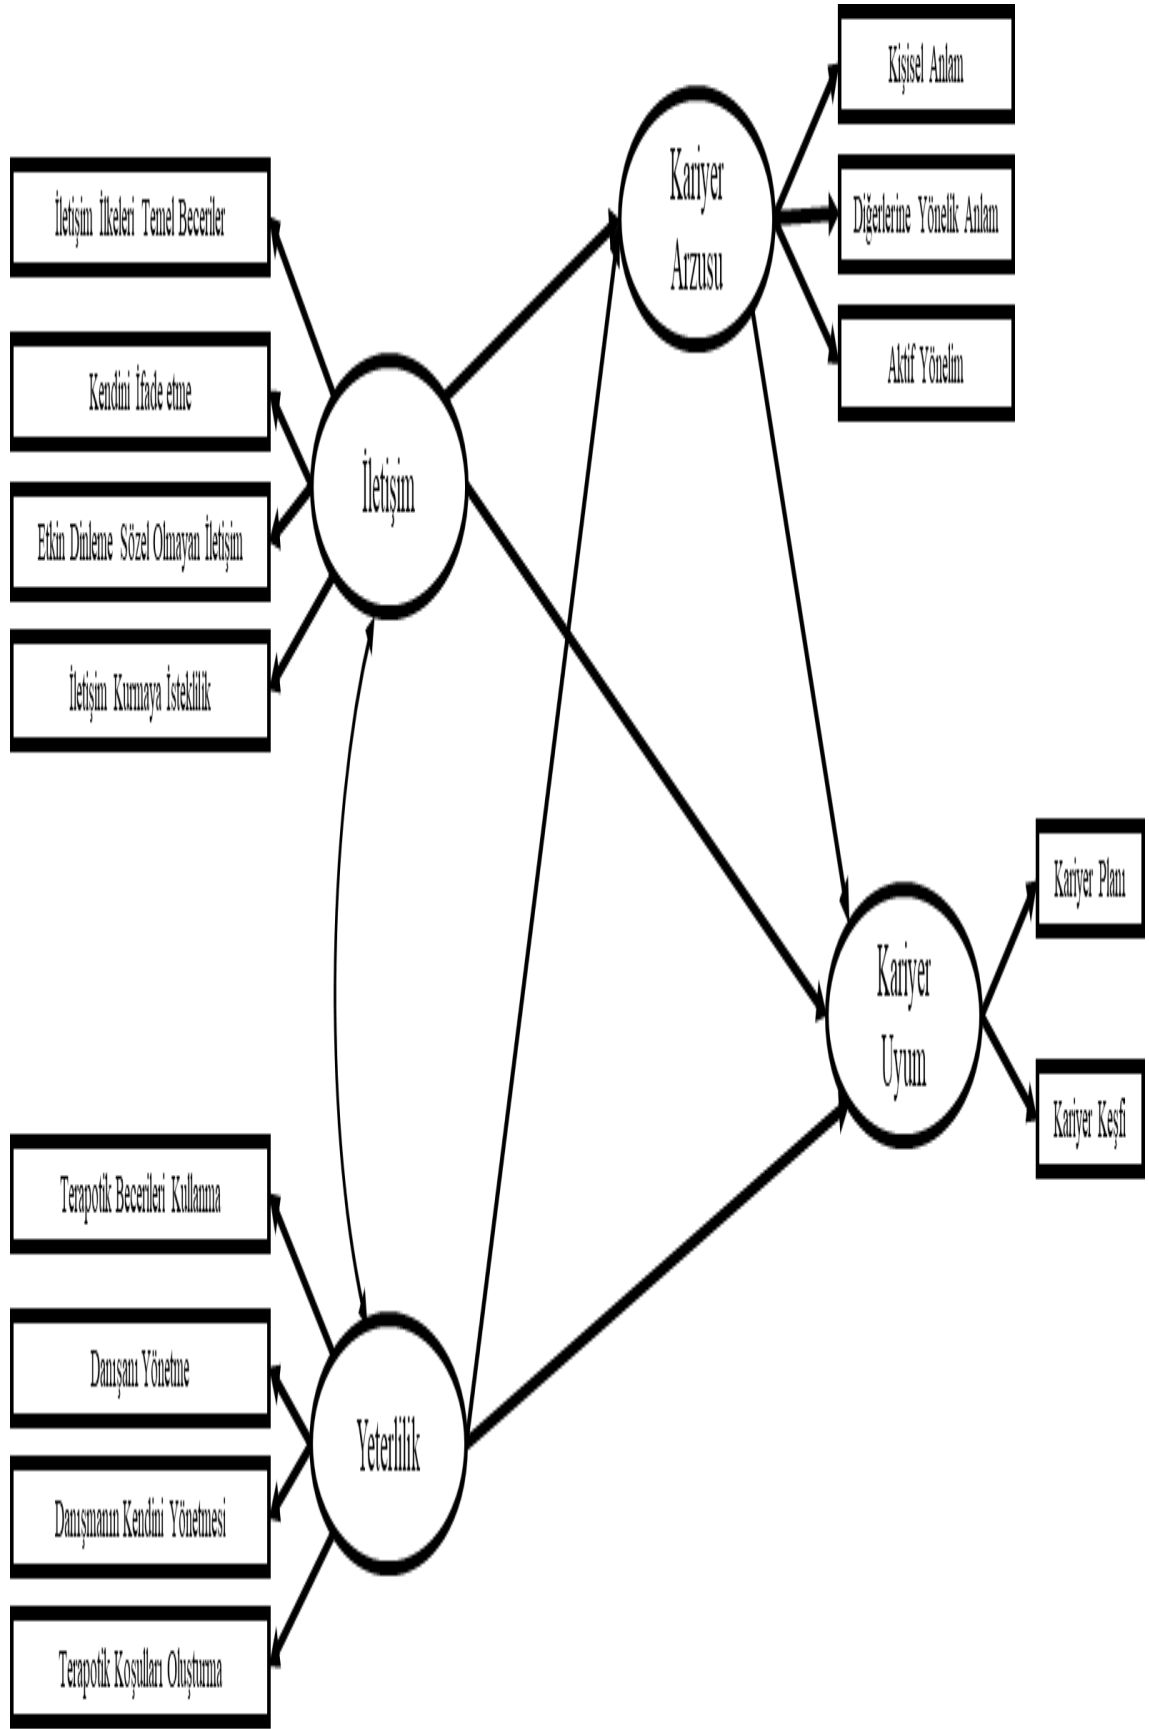 Kişisel Anlam
Kariyer
Arzusu
Diğerlerine Yönelik Anlam
Aktif Yönelim
İletişim İlkeleri Temel Beceriler
Kendini İfade etme
Etkin Dinleme Sözel Olmayan İletişim
İletişim Kurmaya İsteklilik
İletişim
Kariyer Planı
Kariyer
Uyum
Kariyer Keşfi
Terapotik Becerileri Kullanma
Danışanı Yönetme
Danışmanın Kendini Yönetmesi
Terapotik Koşulları Oluşturma
Yeterlilik